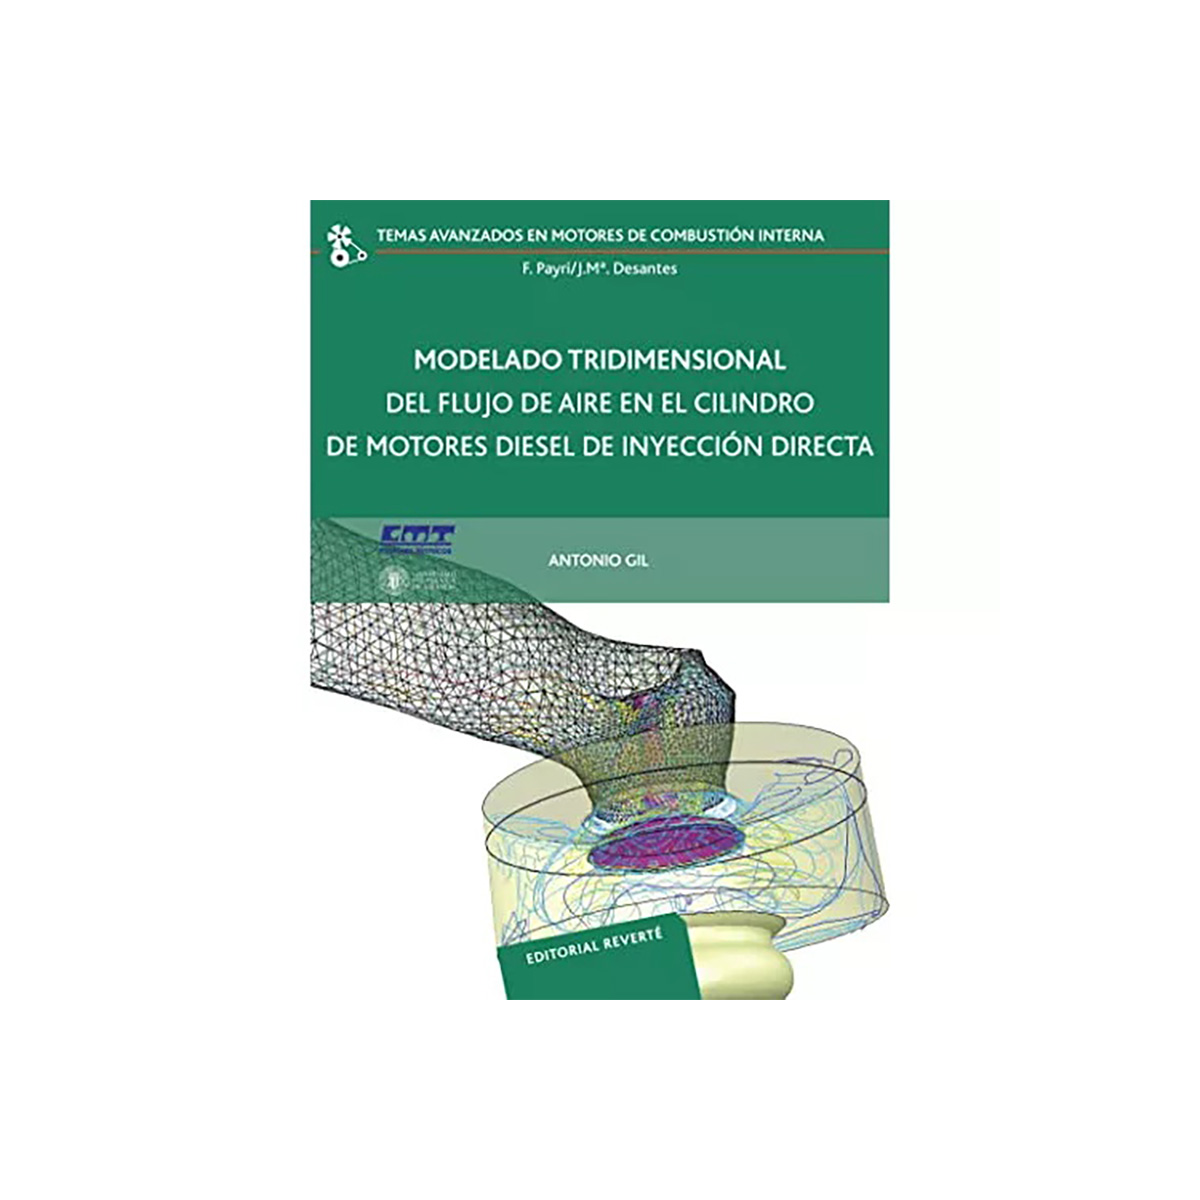 TEMAS AVANZADOS EN MOTORES DE COMBUSTIÓN INTERNA
F. Payri/J.Mª. Desantes
MODELADO TRIDIMENSIONAL
DEL FLUJO DE AIRE EN EL CILINDRO
DE MOTORES DIESEL DE INYECCIÓN DIRECTA
CMT
ANTONIO GIL
EDITORIAL REVERTÉ